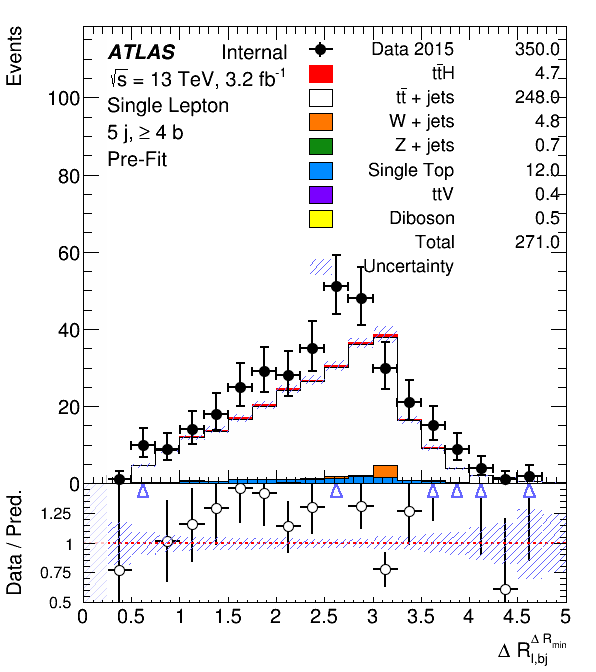 Events
ATLAS Internal
√s = 13 TeV, 3.2 fb⁻¹
Single Lepton
5 j, ≥ 4 b
Pre-Fit
Data 2015 350.0
tt̄H 4.7
tt̄ + jets 248.0
W + jets 4.8
Z + jets 0.7
Single Top 12.0
ttV 0.4
Diboson 0.5
Total 271.0
Uncertainty
100
80
60
40
20
0
Data / Pred.
1.25
1
0.75
0.5
0 0.5 1 1.5 2 2.5 3 3.5 4 4.5 5
Δ R_{l,bj}^{Δ R_{min}}